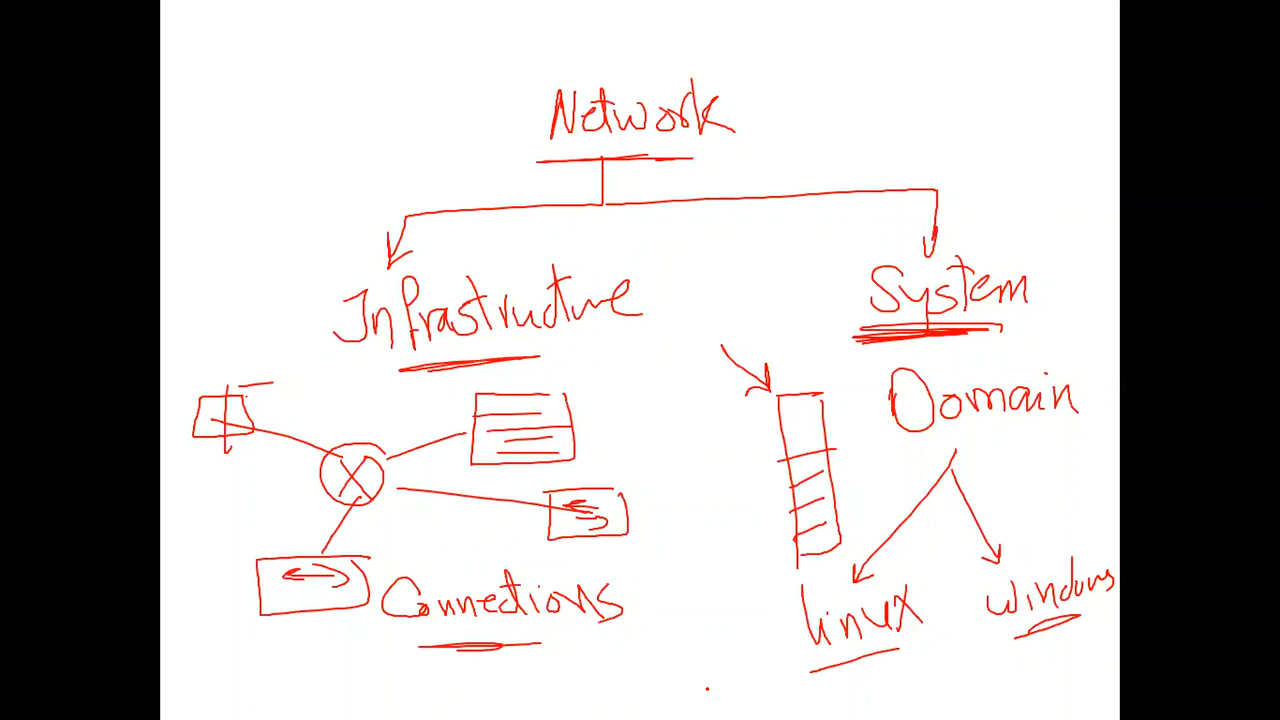 Network
Infrastructure
System
Domain
Connections
Linux
Windows